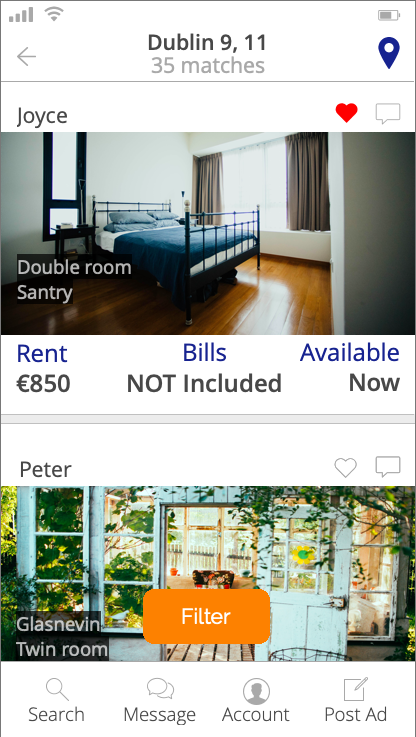 Dublin 9, 11
35 matches
Joyce
Double room
Santry
Rent Bills Available
€850 NOT Included Now
Peter
Filter
Glasnevin
Twin room
Search Message Account Post Ad